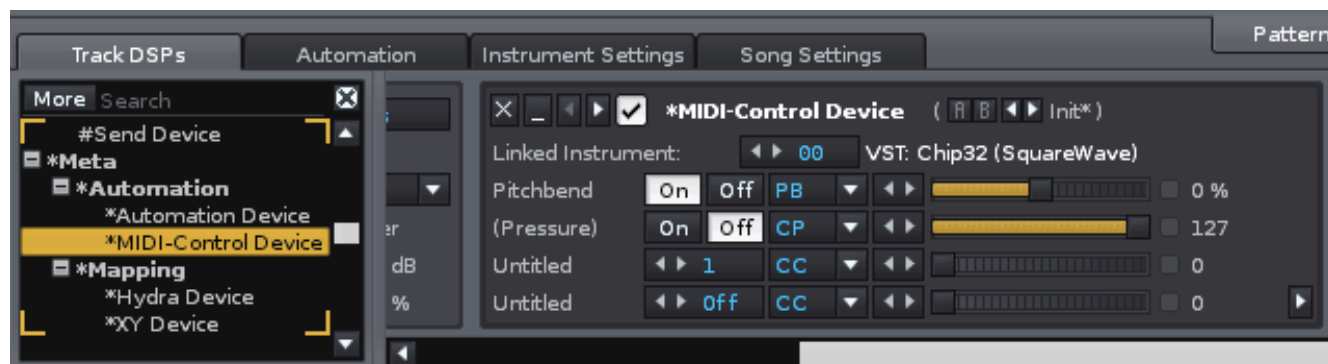 Pattern
Track DSPs Automation Instrument Settings Song Settings
More Search
#Send Device
*Meta
*Automation
*Automation Device
*MIDI-Control Device
*Mapping
*Hydra Device
*XY Device
dB
%
*MIDI-Control Device ( A B Init* )
Linked Instrument: 00 VST: Chip32 (SquareWave)
Pitchbend On Off PB 0 %
(Pressure) On Off CP 127
Untitled 1 CC 0
Untitled Off CC 0